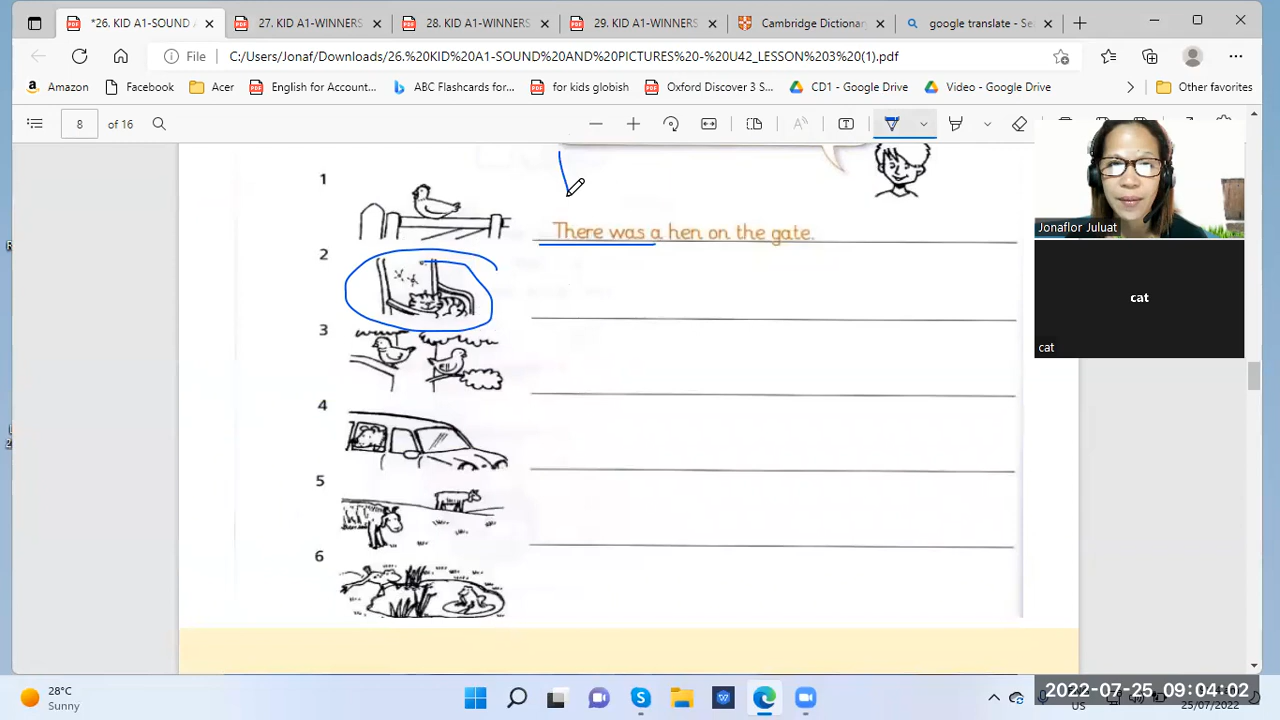 *26. KID A1-SOUND A
27. KID A1-WINNERS
28. KID A1-WINNERS
29. KID A1-WINNERS
Cambridge Dictionar
google translate - Se
File
C:/Users/Jonaf/Downloads/26.%20KID%20A1-SOUND%20AND%20PICTURES%20-%20U42_LESSON%203%20(1).pdf
Amazon
Facebook
Acer
English for Account...
ABC Flashcards for...
for kids globish
Oxford Discover 3 S...
CD1 - Google Drive
Video - Google Drive
Other favorites
8 of 16
1
There was a hen on the gate.
2
3
4
5
6
Jonaflor Juluat
cat
cat
28°C
Sunny
2022-07-25 09:04:02
US
25/07/2022